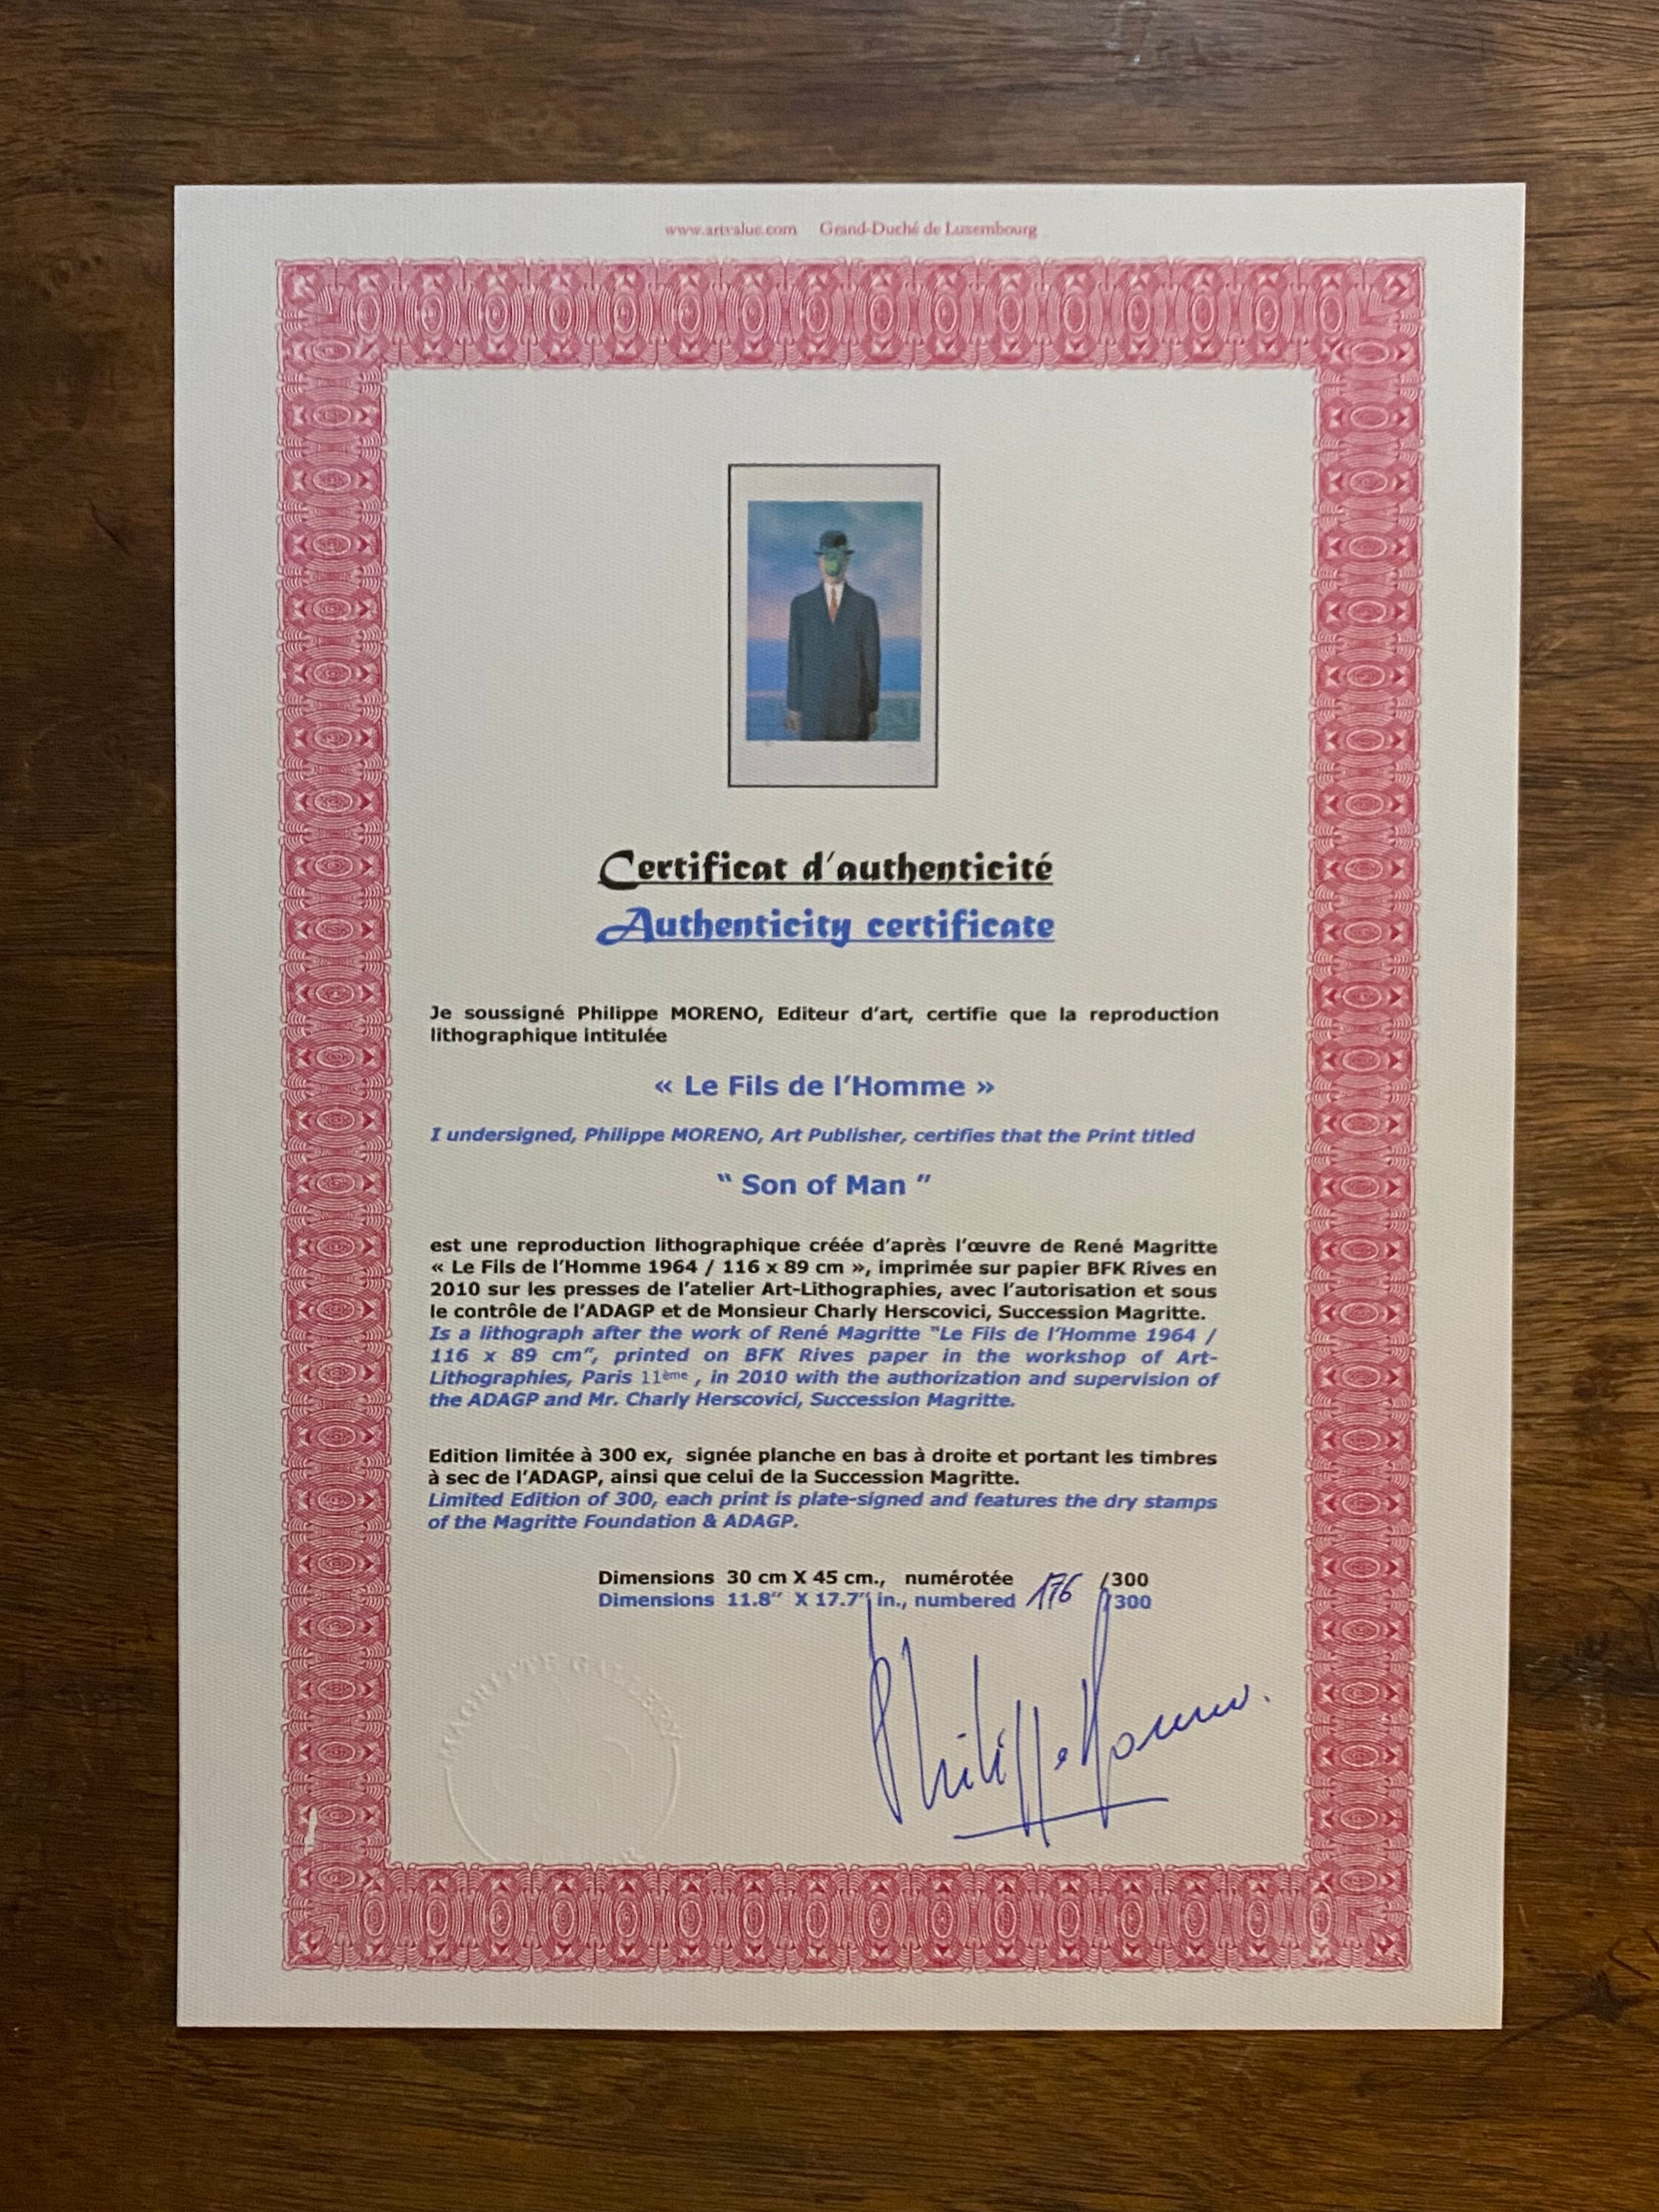 www.artvalue.com Grand-Duché de Luxembourg
Certificat d'authenticité
Authenticity certificate
Je soussigné Philippe MORENO, Editeur d'art, certifie que la reproduction
lithographique intitulée
« Le Fils de l'Homme »
I undersigned, Philippe MORENO, Art Publisher, certifies that the Print titled
“ Son of Man ”
est une reproduction lithographique créée d'après l'œuvre de René Magritte
« Le Fils de l'Homme 1964 / 116 x 89 cm », imprimée sur papier BFK Rives en
2010 sur les presses de l'atelier Art-Lithographies, avec l'autorisation et sous
le contrôle de l'ADAGP et de Monsieur Charly Herscovici, Succession Magritte.
Is a lithograph after the work of René Magritte “Le Fils de l'Homme 1964 /
116 x 89 cm”, printed on BFK Rives paper in the workshop of Art-
Lithographies, Paris 11ème , in 2010 with the authorization and supervision of
the ADAGP and Mr. Charly Herscovici, Succession Magritte.
Edition limitée à 300 ex, signée planche en bas à droite et portant les timbres
à sec de l'ADAGP, ainsi que celui de la Succession Magritte.
Limited Edition of 300, each print is plate-signed and features the dry stamps
of the Magritte Foundation & ADAGP.
Dimensions 30 cm X 45 cm., numérotée /300
Dimensions 11.8” X 17.7” in., numbered 176 /300
MAGRITTE GALLERY
Philippe Moreno.